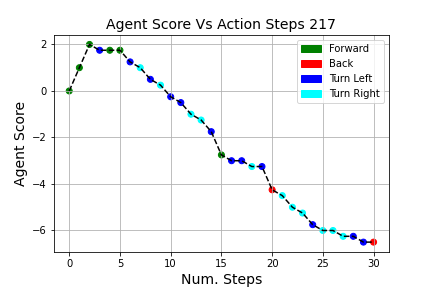 Agent Score Vs Action Steps 217
Forward
Back
Turn Left
Turn Right
Agent Score
2
0
−2
−4
−6
0 5 10 15 20 25 30
Num. Steps